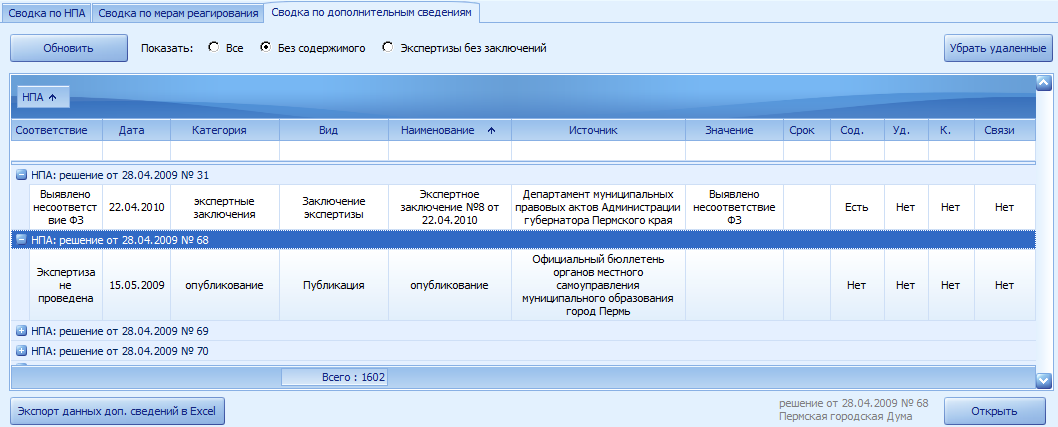 Сводка по НПА Сводка по мерам реагирования Сводка по дополнительным сведениям
Обновить Показать: Все Без содержимого Экспертизы без заключений Убрать удаленные
НПА
Соответствие Дата Категория Вид Наименование Источник Значение Срок Сод. Уд. К. Связи
НПА: решение от 28.04.2009 № 31
Выявлено
несоответст
вие ФЗ
22.04.2010
экспертные
заключения
Заключение
экспертизы
Экспертное
заключение №8 от
22.04.2010
Департамент муниципальных
правовых актов Администрации
губернатора Пермского края
Выявлено
несоответствие
ФЗ
Есть Нет Нет Нет
НПА: решение от 28.04.2009 № 68
Экспертиза
не
проведена
15.05.2009
опубликование
Публикация
опубликование
Официальный бюллетень
органов местного
самоуправления
муниципального образования
город Пермь
Нет Нет Нет Нет
НПА: решение от 28.04.2009 № 69
НПА: решение от 28.04.2009 № 70
Всего : 1602
Экспорт данных доп. сведений в Excel
решение от 28.04.2009 № 68
Пермская городская Дума
Открыть